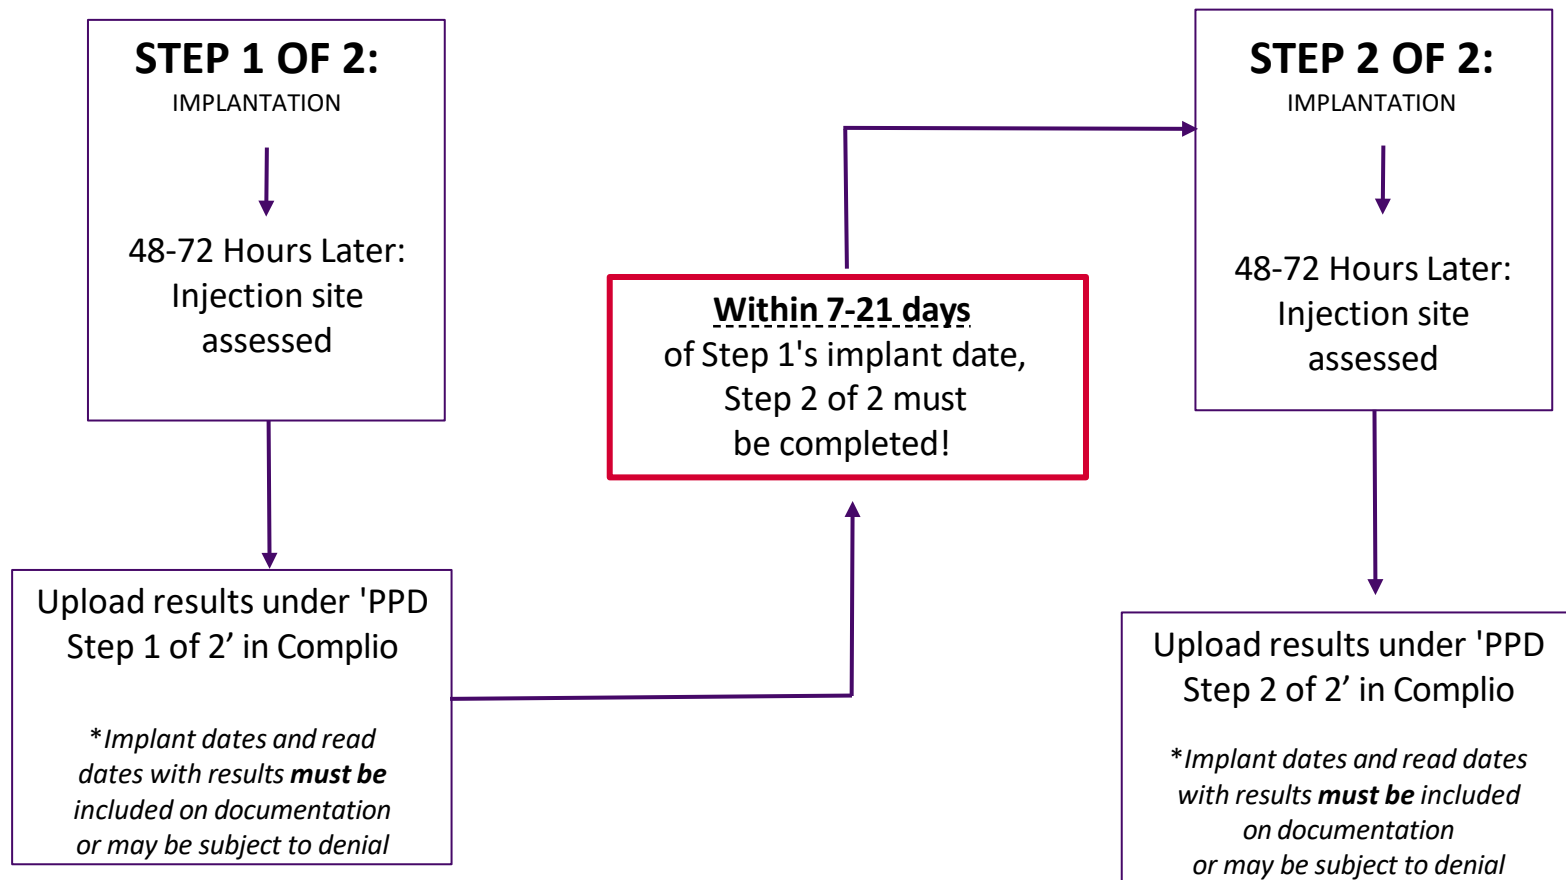 STEP 1 OF 2:
IMPLANTATION
48-72 Hours Later:
Injection site
assessed
Upload results under 'PPD
Step 1 of 2’ in Complio
*Implant dates and read
dates with results must be
included on documentation
or may be subject to denial
Within 7-21 days
of Step 1's implant date,
Step 2 of 2 must
be completed!
STEP 2 OF 2:
IMPLANTATION
48-72 Hours Later:
Injection site
assessed
Upload results under 'PPD
Step 2 of 2’ in Complio
*Implant dates and read dates
with results must be included
on documentation
or may be subject to denial